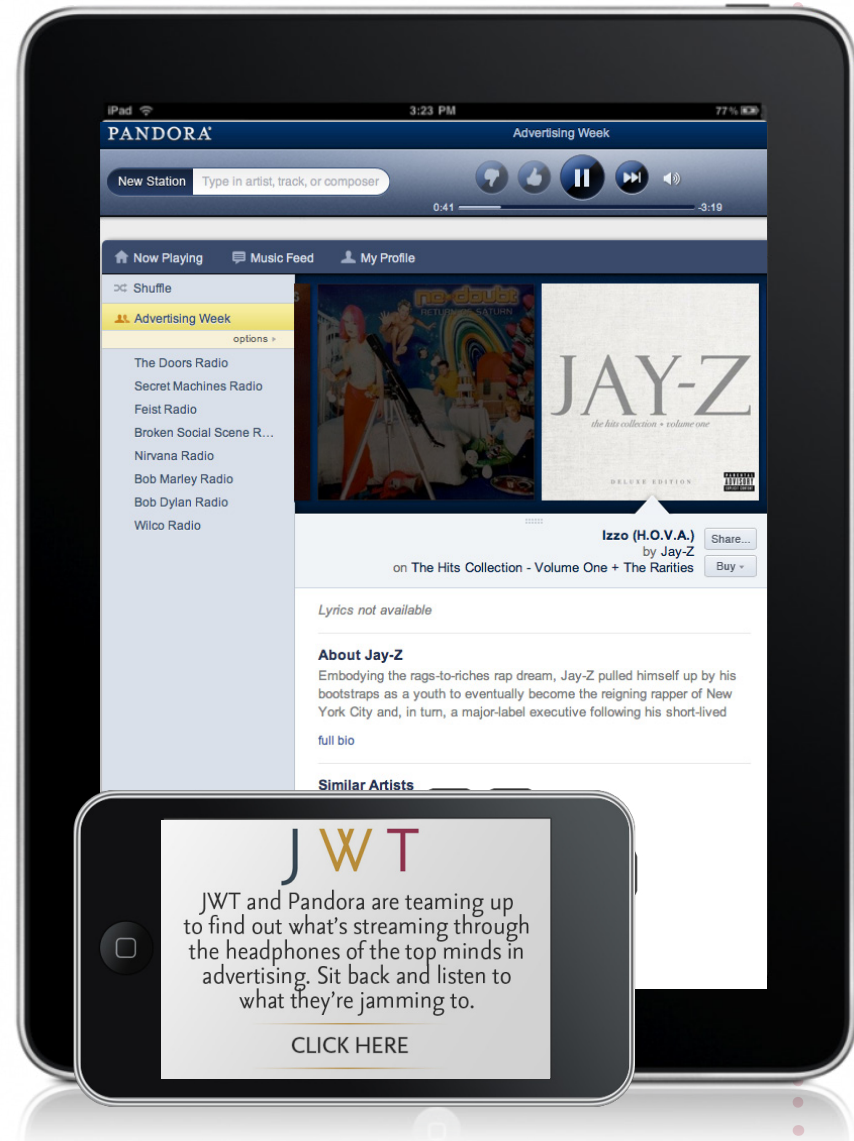 iPad 3:23 PM 77%
PANDORA Advertising Week
New Station Type in artist, track, or composer
0:41 -3:19
Now Playing Music Feed My Profile
Shuffle
Advertising Week
options ›
The Doors Radio
Secret Machines Radio
Feist Radio
Broken Social Scene R...
Nirvana Radio
Bob Marley Radio
Bob Dylan Radio
Wilco Radio
no doubt
RETURN OF SATURN
JAY-Z
the hits collection • volume one
DELUXE EDITION
PARENTAL
ADVISORY
EXPLICIT CONTENT
Izzo (H.O.V.A.)
by Jay-Z
on The Hits Collection - Volume One + The Rarities
Share...
Buy
Lyrics not available
About Jay-Z
Embodying the rags-to-riches rap dream, Jay-Z pulled himself up by his
bootstraps as a youth to eventually become the reigning rapper of New
York City and, in turn, a major-label executive following his short-lived
full bio
Similar Artists
JWT
JWT and Pandora are teaming up
to find out what's streaming through
the headphones of the top minds in
advertising. Sit back and listen to
what they're jamming to.
CLICK HERE